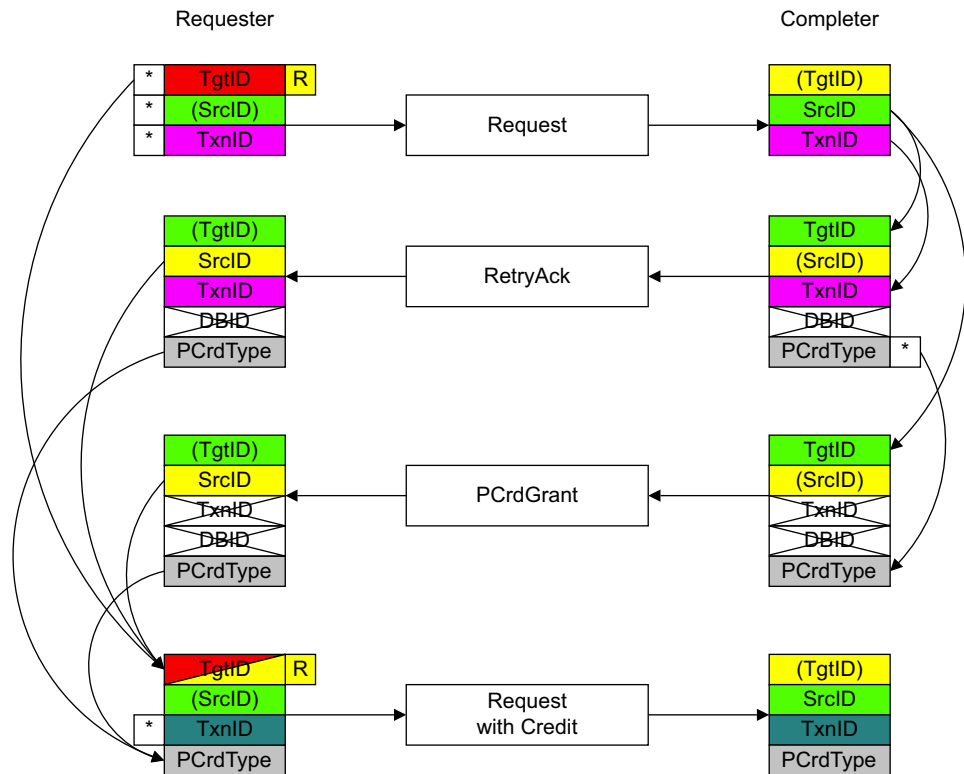 Requester
Completer
* TgtID R
(TgtID)
* (SrcID)
SrcID
* TxnID
TxnID
Request
(TgtID)
TgtID
SrcID
(SrcID)
TxnID
TxnID
DBID
DBID
PCrdType
PCrdType *
RetryAck
(TgtID)
TgtID
SrcID
(SrcID)
TxnID
TxnID
DBID
DBID
PCrdType
PCrdType
PCrdGrant
TgtID R
(TgtID)
(SrcID)
SrcID
* TxnID
TxnID
PCrdType
PCrdType
Request
with Credit